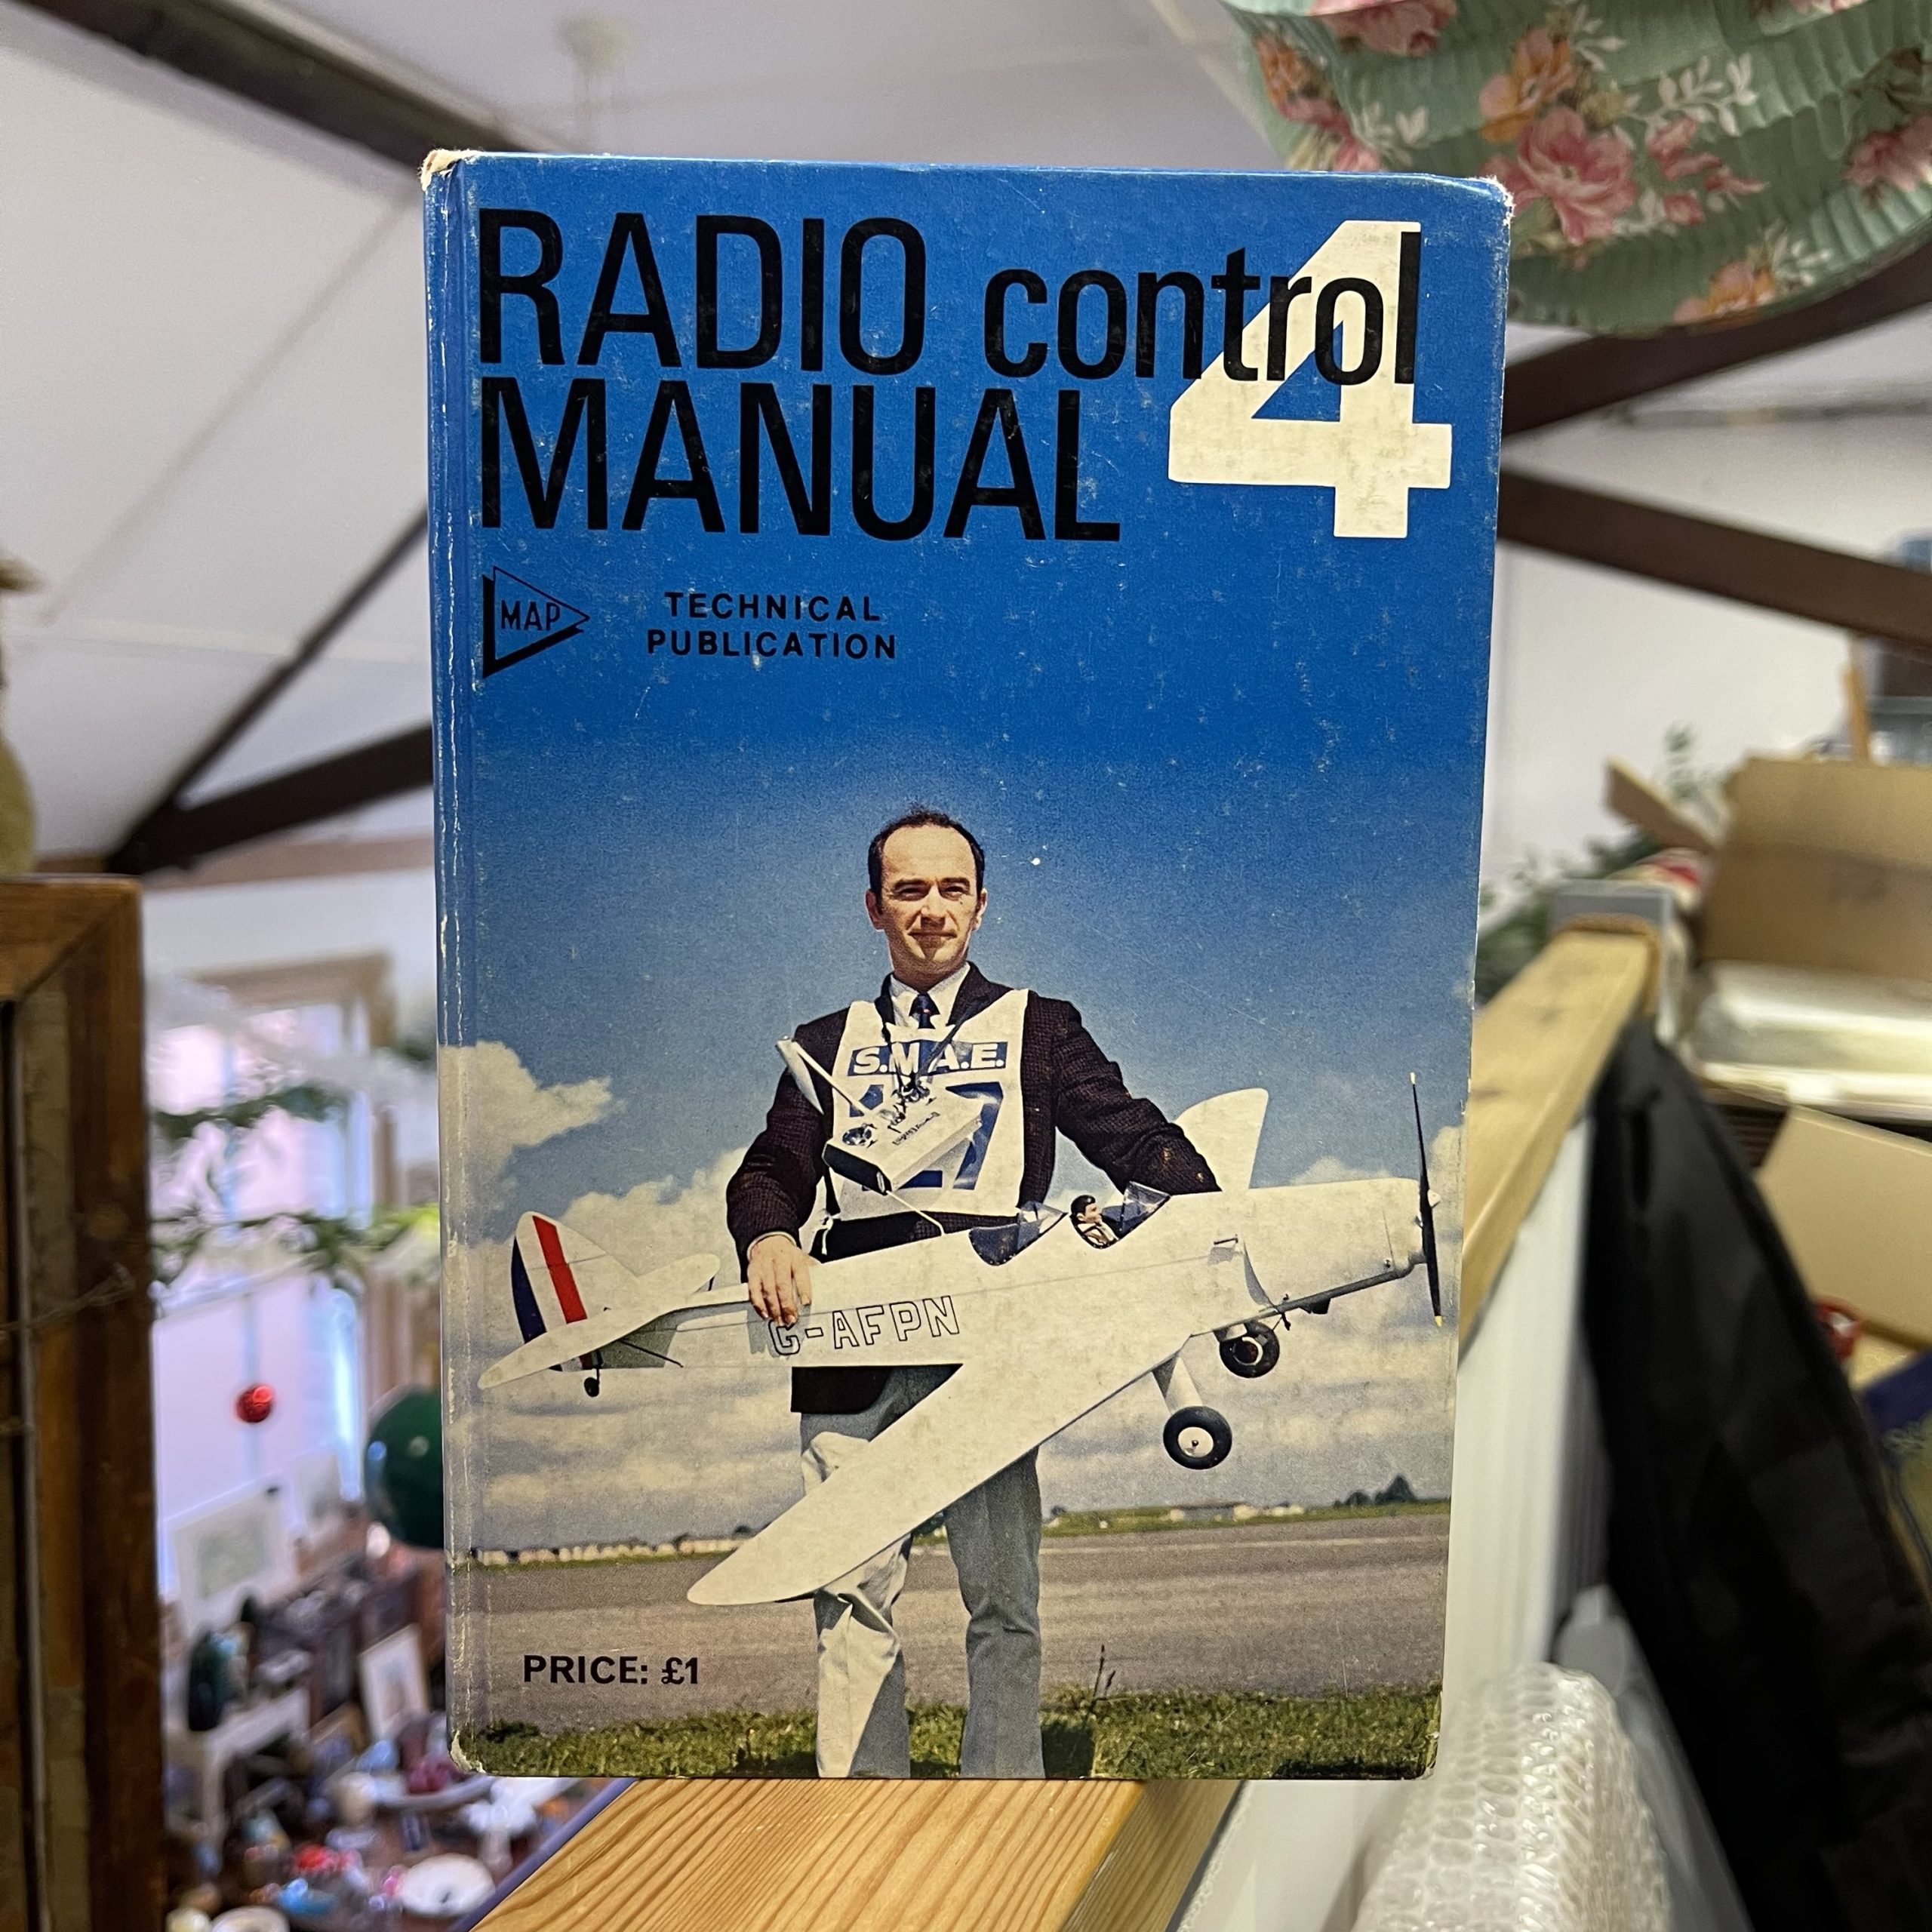 RADIO control
MANUAL 4
MAP
TECHNICAL
PUBLICATION
S.M.A.E.
G-AFPN
PRICE: £1